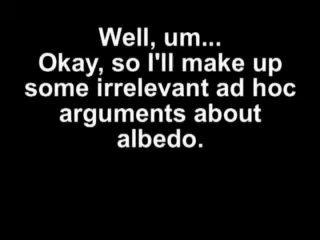 Well, um...
Okay, so I'll make up
some irrelevant ad hoc
arguments about
albedo.